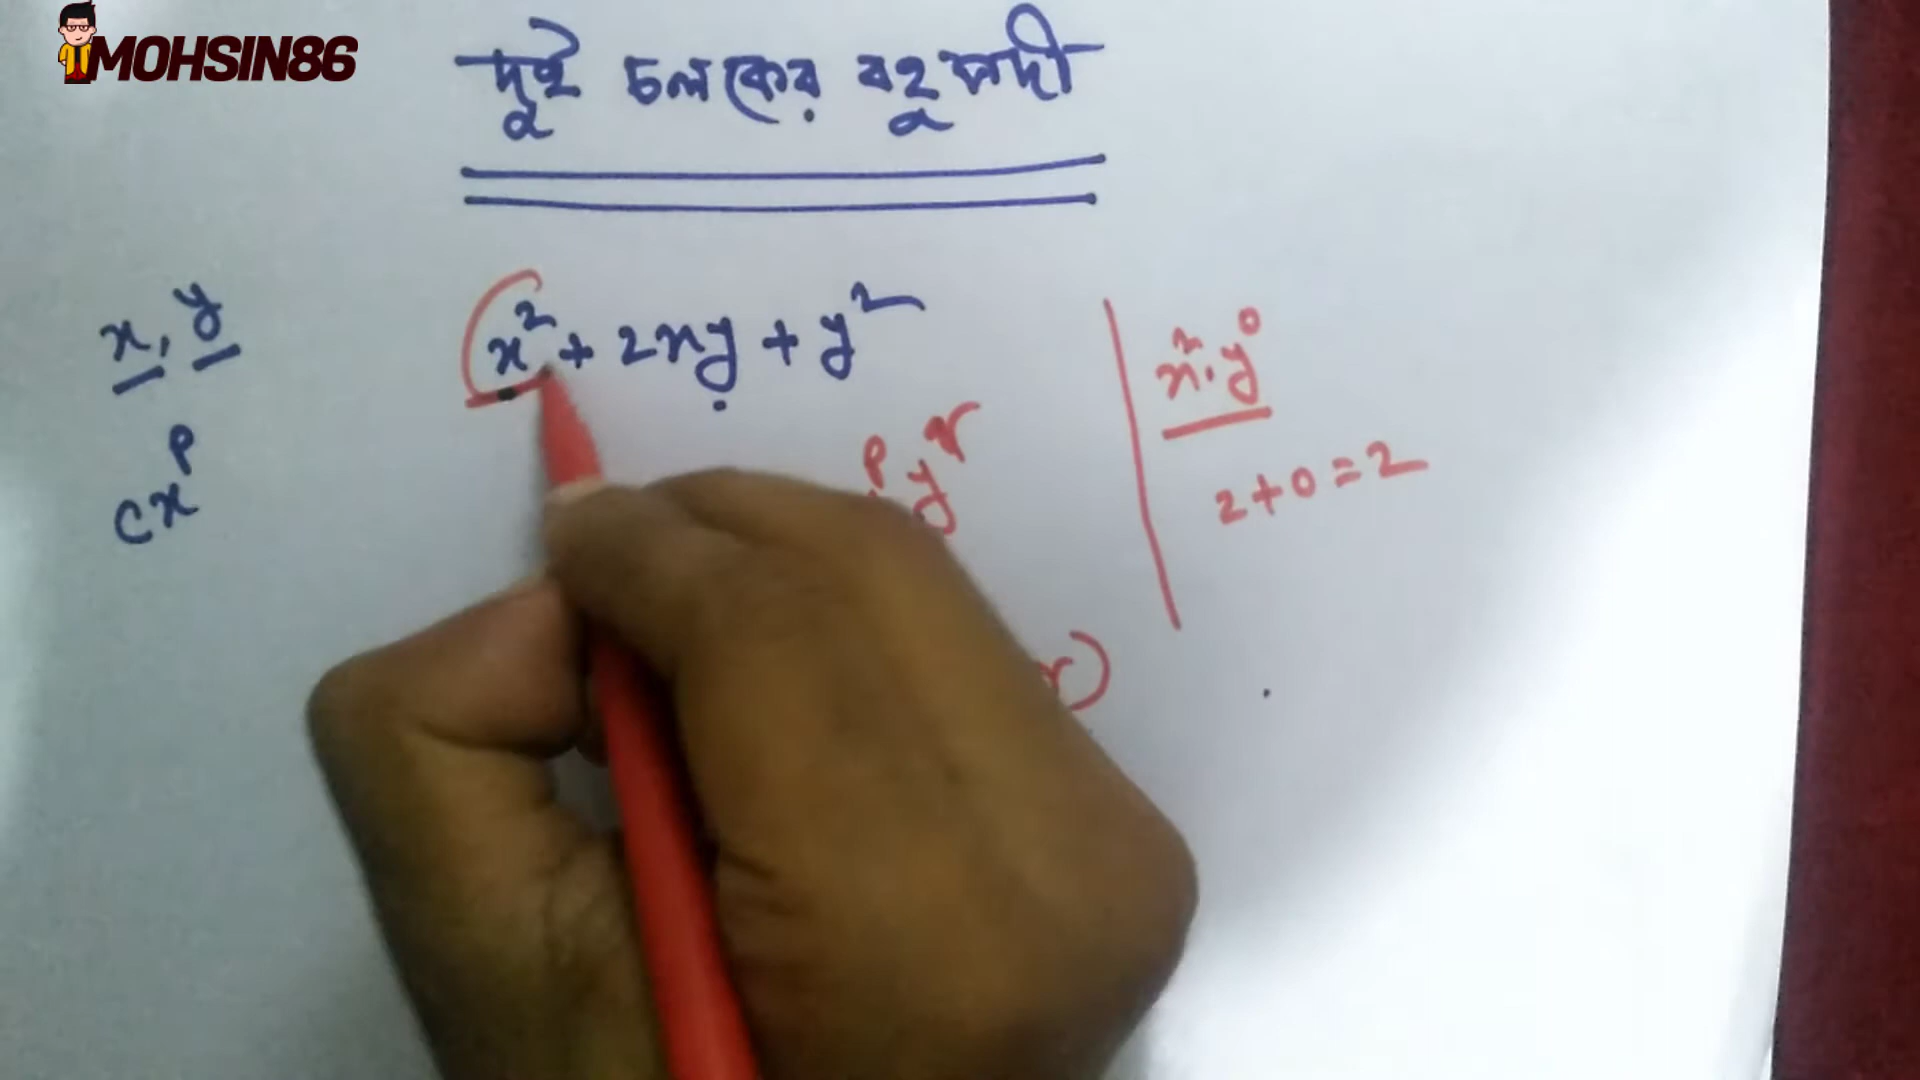 MOHSIN86
দুই চলকের বহুপদী
x, y
x² + 2xy + y²
x².y⁰
2+0=2
cx^p
^p y^q
)